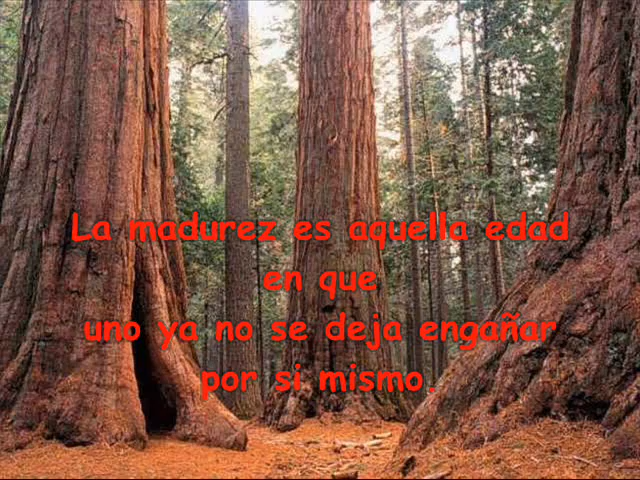 La madurez es aquella edad
en que
uno ya no se deja engañar
por si mismo.